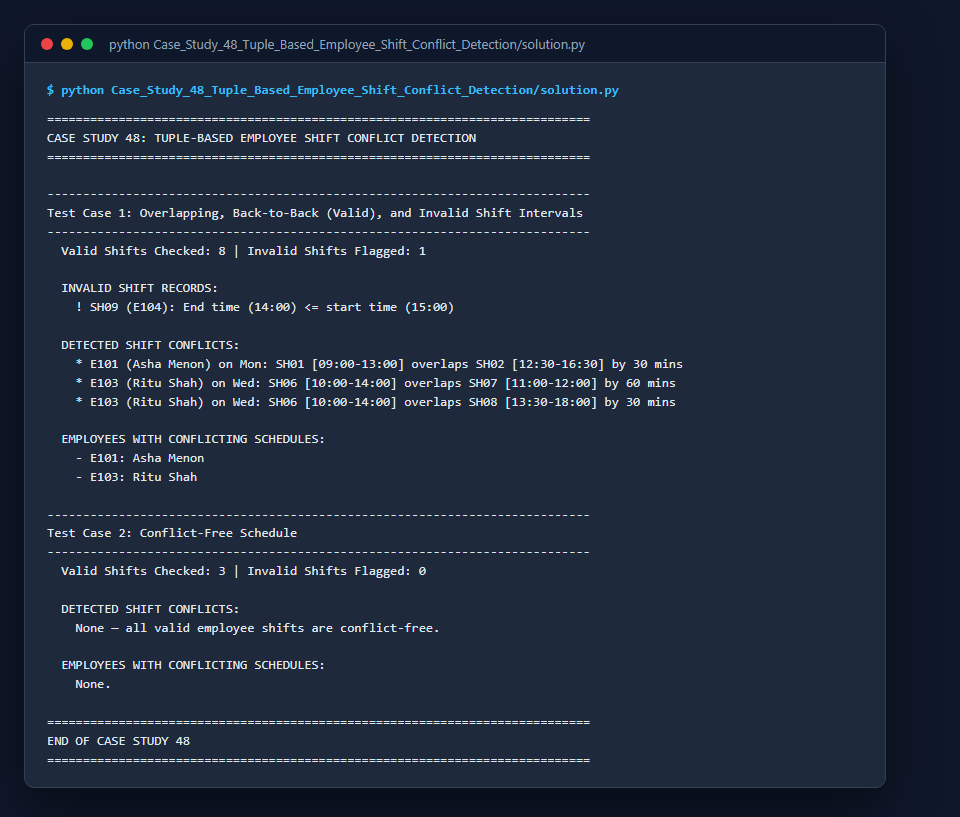 python Case_Study_48_Tuple_Based_Employee_Shift_Conflict_Detection/solution.py
$ python Case_Study_48_Tuple_Based_Employee_Shift_Conflict_Detection/solution.py
============================================================================
CASE STUDY 48: TUPLE-BASED EMPLOYEE SHIFT CONFLICT DETECTION
============================================================================
----------------------------------------------------------------------------
Test Case 1: Overlapping, Back-to-Back (Valid), and Invalid Shift Intervals
----------------------------------------------------------------------------
Valid Shifts Checked: 8 | Invalid Shifts Flagged: 1
INVALID SHIFT RECORDS:
! SH09 (E104): End time (14:00) <= start time (15:00)
DETECTED SHIFT CONFLICTS:
* E101 (Asha Menon) on Mon: SH01 [09:00-13:00] overlaps SH02 [12:30-16:30] by 30 mins
* E103 (Ritu Shah) on Wed: SH06 [10:00-14:00] overlaps SH07 [11:00-12:00] by 60 mins
* E103 (Ritu Shah) on Wed: SH06 [10:00-14:00] overlaps SH08 [13:30-18:00] by 30 mins
EMPLOYEES WITH CONFLICTING SCHEDULES:
- E101: Asha Menon
- E103: Ritu Shah
----------------------------------------------------------------------------
Test Case 2: Conflict-Free Schedule
----------------------------------------------------------------------------
Valid Shifts Checked: 3 | Invalid Shifts Flagged: 0
DETECTED SHIFT CONFLICTS:
None — all valid employee shifts are conflict-free.
EMPLOYEES WITH CONFLICTING SCHEDULES:
None.
============================================================================
END OF CASE STUDY 48
============================================================================